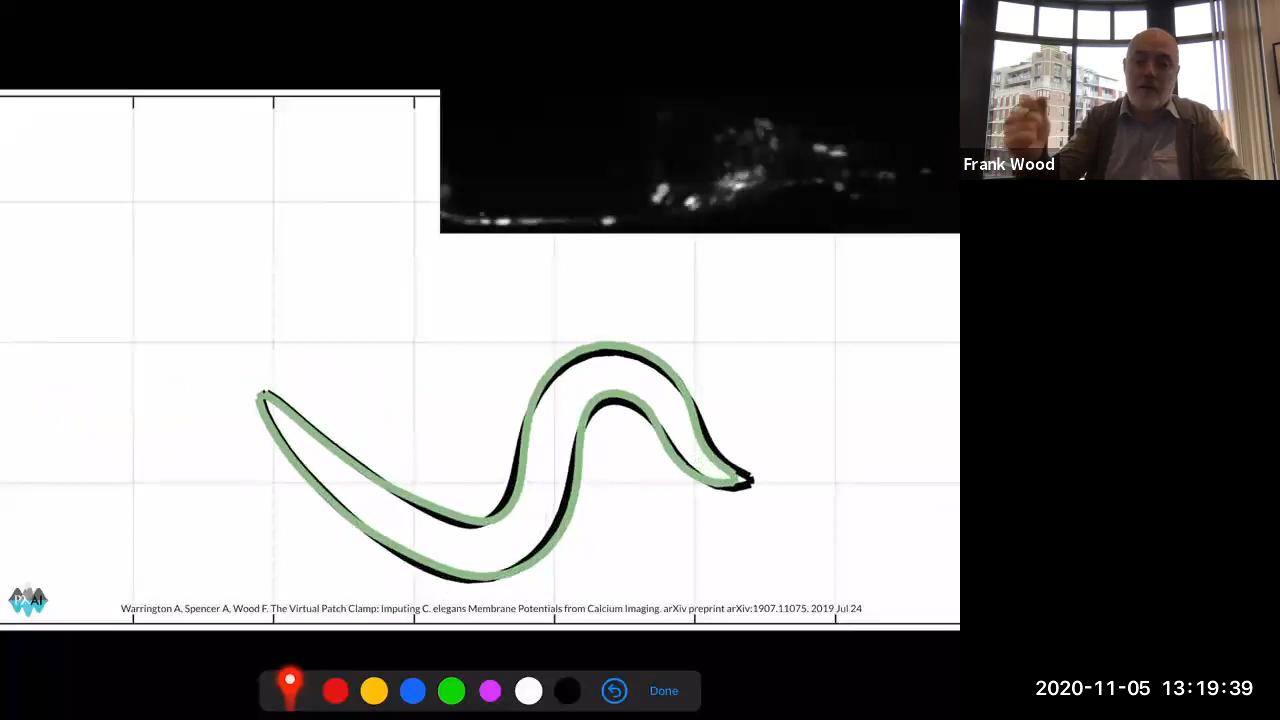 Frank Wood
Warrington A, Spencer A, Wood F. The Virtual Patch Clamp: Imputing C. elegans Membrane Potentials from Calcium Imaging. arXiv preprint arXiv:1907.11075. 2019 Jul 24
Done
2020-11-05 13:19:39